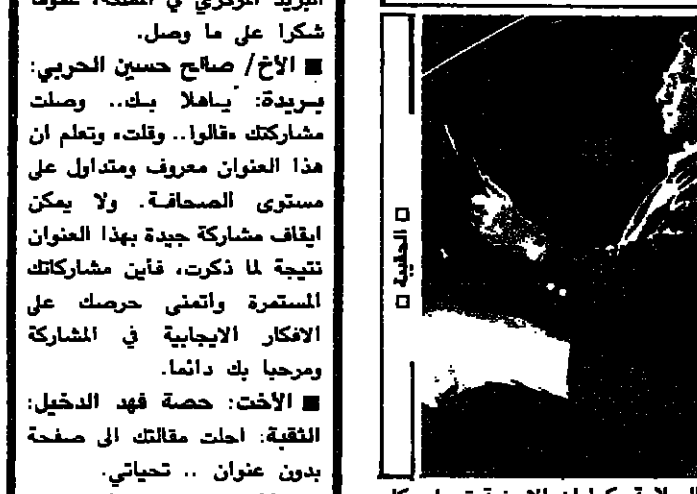 البريد المركزي في
شكرا على ما وصل.
■ الأخ/ صالح حسين الحربي:
بريدة: ياهلا بك.. وصلت
مشاركتك «قالوا.. وقلت» وتعلم ان
هذا العنوان معروف ومتداول على
مستوى الصحافة. ولا يمكن
ايقاف مشاركة جيدة بهذا العنوان
نتيجة لما ذكرت، فأين مشاركاتك
المستمرة واتمنى حرصك على
الافكار الايجابية في المشاركة
ومرحبا بك دائما.
■ الأخت: حصة فهد الدخيل:
الثقبة: احلت مقالتك الى صفحة
بدون عنوان .. تحياتي.
□ الحقيبة □